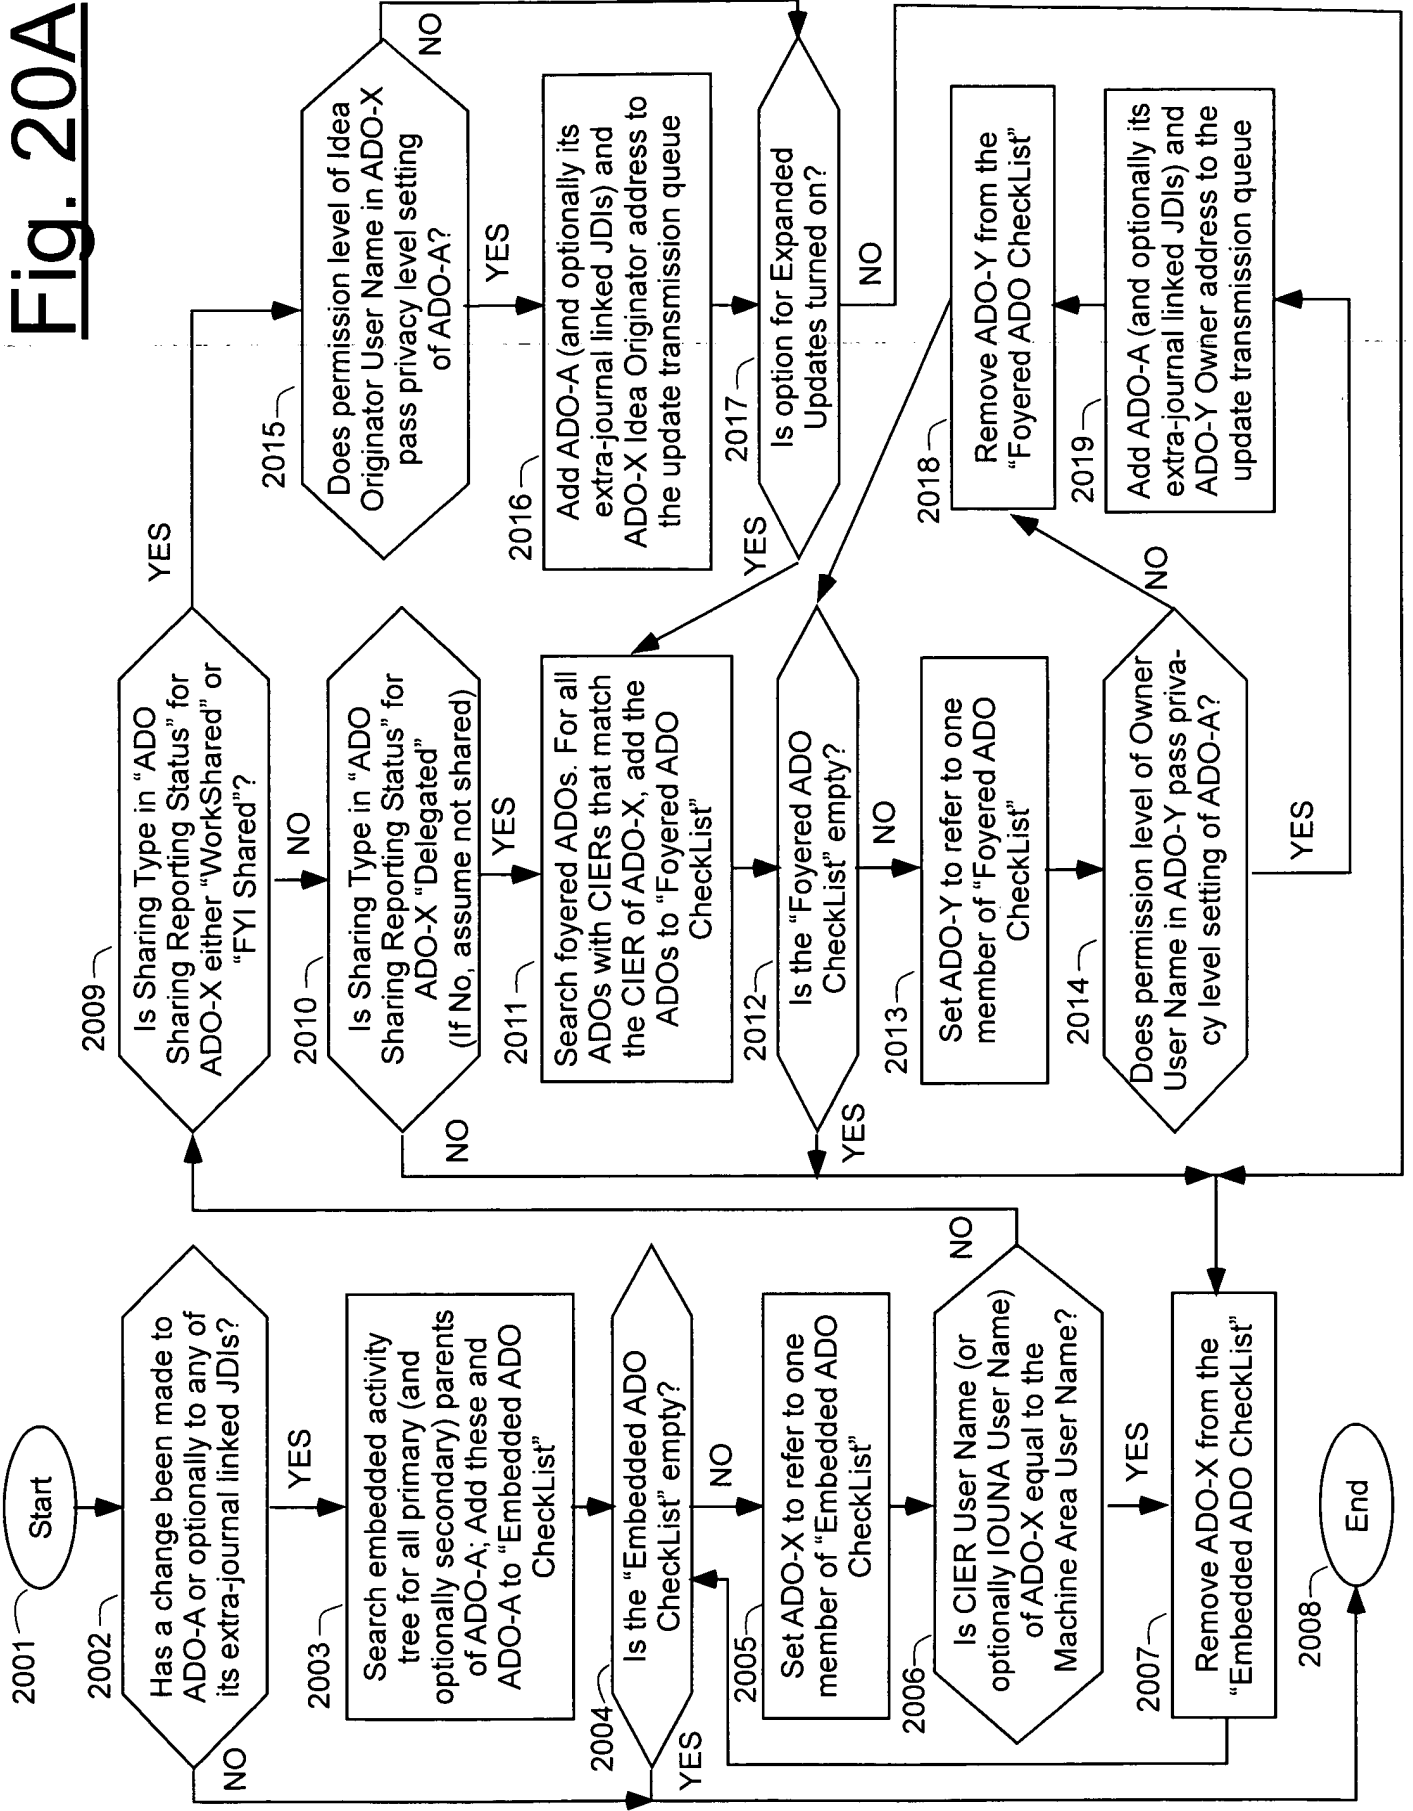 Fig. 20A
2001
Start
2002
Has a change been made to
ADO-A or optionally to any of
its extra-journal linked JDIs?
NO
YES
2003
Search embedded activity
tree for all primary (and
optionally secondary) parents
of ADO-A; Add these and
ADO-A to “Embedded ADO
CheckList”
2004
Is the “Embedded ADO
CheckList” empty?
YES
NO
2005
Set ADO-X to refer to one
member of “Embedded ADO
CheckList”
2006
Is CIER User Name (or
optionally IOUNA User Name)
of ADO-X equal to the
Machine Area User Name?
NO
YES
2007
Remove ADO-X from the
“Embedded ADO CheckList”
2008
End
2009
Is Sharing Type in “ADO
Sharing Reporting Status” for
ADO-X either “WorkShared” or
“FYI Shared”?
YES
NO
2010
Is Sharing Type in “ADO
Sharing Reporting Status” for
ADO-X “Delegated”
(If No, assume not shared)
NO
YES
2011
Search foyered ADOs. For all
ADOs with CIERs that match
the CIER of ADO-X, add the
ADOs to “Foyered ADO
CheckList”
2012
Is the “Foyered ADO
CheckList” empty?
YES
NO
2013
Set ADO-Y to refer to one
member of “Foyered ADO
CheckList”
2014
Does permission level of Owner
User Name in ADO-Y pass priva-
cy level setting of ADO-A?
NO
YES
2015
Does permission level of Idea
Originator User Name in ADO-X
pass privacy level setting
of ADO-A?
NO
YES
2016
Add ADO-A (and optionally its
extra-journal linked JDIs) and
ADO-X Idea Originator address to
the update transmission queue
2017
Is option for Expanded
Updates turned on?
YES
NO
2018
Remove ADO-Y from the
“Foyered ADO CheckList”
2019
Add ADO-A (and optionally its
extra-journal linked JDIs) and
ADO-Y Owner address to the
update transmission queue